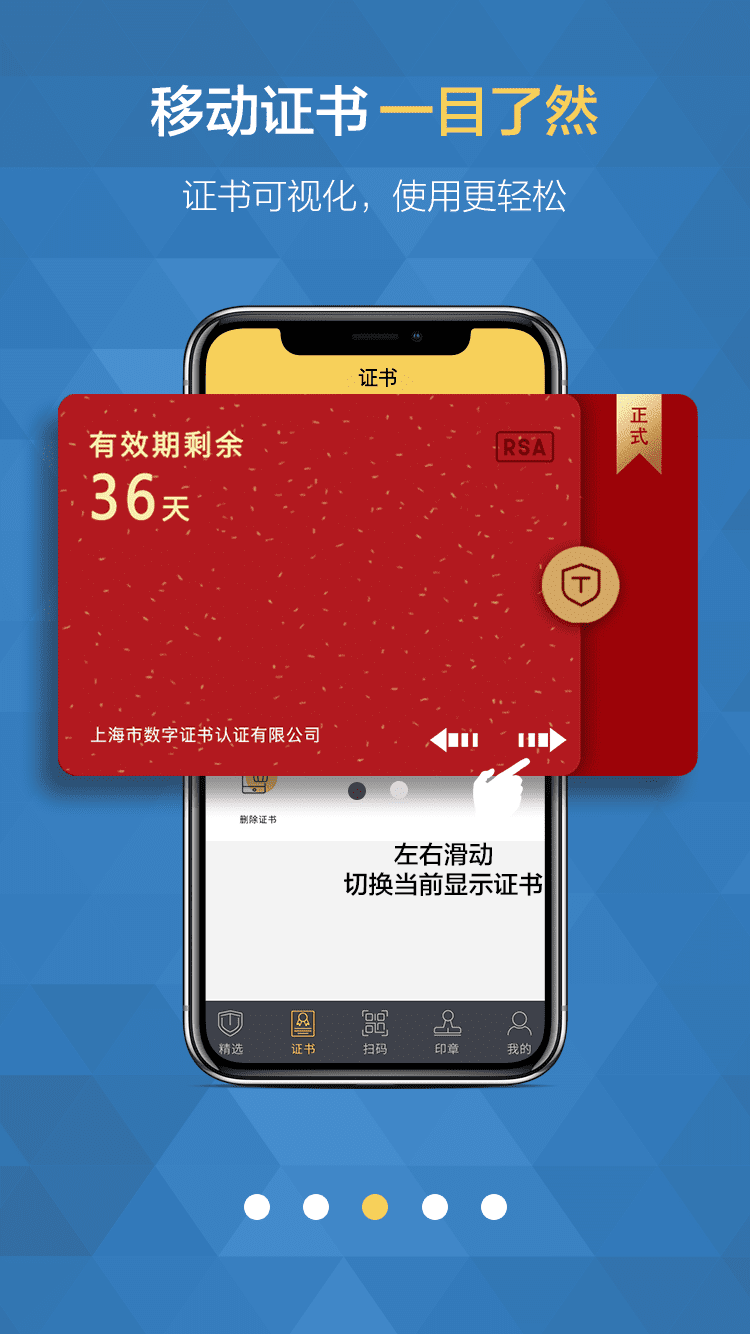 移动证书 一目了然
证书可视化，使用更轻松
证书
有效期剩余
RSA
正式
36天
上海市数字证书认证有限公司
删除证书
左右滑动
切换当前显示证书
精选 证书 扫码 印章 我的